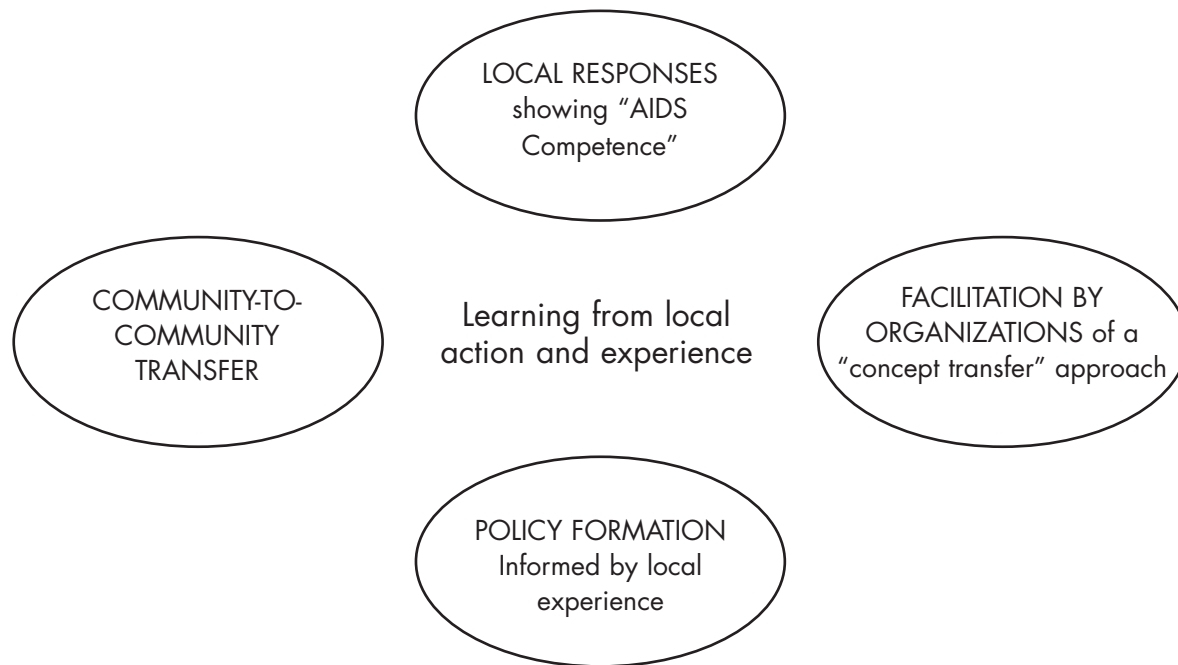 LOCAL RESPONSES
showing “AIDS
Competence”
COMMUNITY-TO-
COMMUNITY
TRANSFER
Learning from local
action and experience
FACILITATION BY
ORGANIZATIONS of a
“concept transfer” approach
POLICY FORMATION
Informed by local
experience